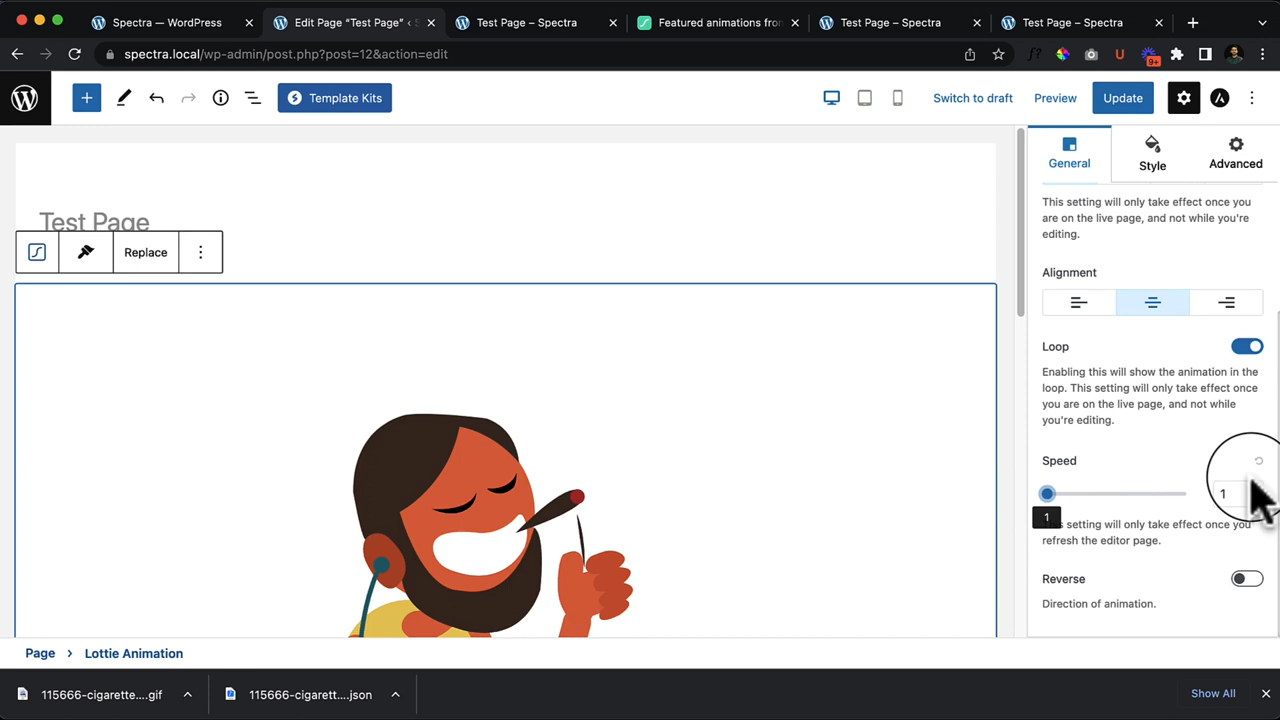 Spectra — WordPress
Edit Page “Test Page” ‹ S
Test Page – Spectra
Featured animations from
Test Page – Spectra
Test Page – Spectra
spectra.local/wp-admin/post.php?post=12&action=edit
f?
U
9+
Template Kits
Switch to draft
Preview
Update
General
Style
Advanced
This setting will only take effect once you
are on the live page, and not while you're
editing.
Test Page
Replace
Alignment
Loop
Enabling this will show the animation in the
loop. This setting will only take effect once
you are on the live page, and not while
you're editing.
Speed
1
1
setting will only take effect once you
refresh the editor page.
Reverse
Direction of animation.
Page › Lottie Animation
115666-cigarette....gif
115666-cigarett....json
Show All